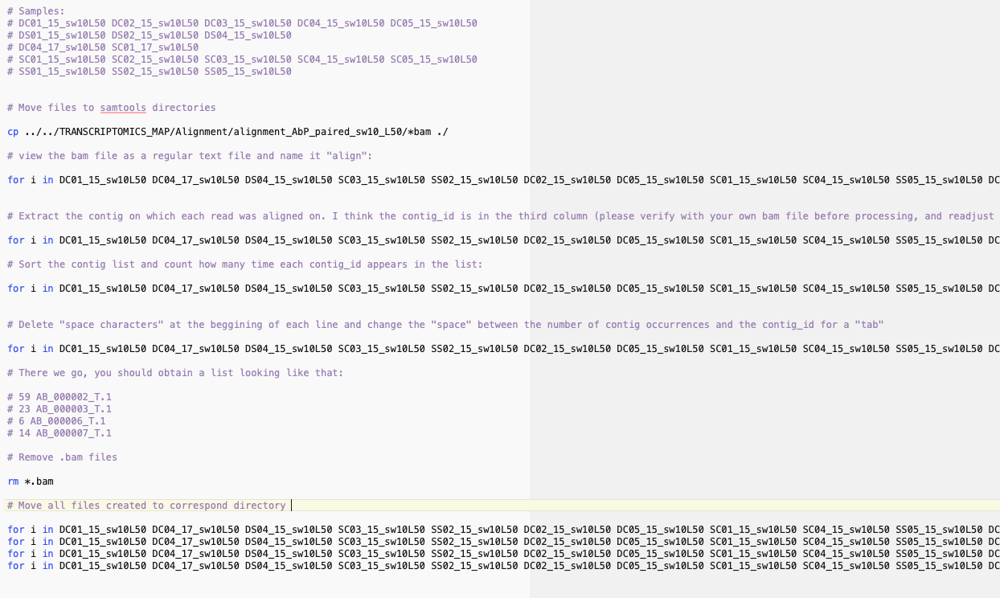 # Samples:
# DC01_15_sw10L50 DC02_15_sw10L50 DC03_15_sw10L50 DC04_15_sw10L50 DC05_15_sw10L50
# DS01_15_sw10L50 DS02_15_sw10L50 DS04_15_sw10L50
# DC04_17_sw10L50 SC01_17_sw10L50
# SC01_15_sw10L50 SC02_15_sw10L50 SC03_15_sw10L50 SC04_15_sw10L50 SC05_15_sw10L50
# SS01_15_sw10L50 SS02_15_sw10L50 SS05_15_sw10L50
# Move files to samtools directories
cp ../../TRANSCRIPTOMICS_MAP/Alignment/alignment_AbP_paired_sw10_L50/*bam ./
# view the bam file as a regular text file and name it "align":
for i in DC01_15_sw10L50 DC04_17_sw10L50 DS04_15_sw10L50 SC03_15_sw10L50 SS02_15_sw10L50 DC02_15_sw10L50 DC05_15_sw10L50 SC01_15_sw10L50 SC04_15_sw10L50 SS05_15_sw10L50 DC
# Extract the contig on which each read was aligned on. I think the contig_id is in the third column (please verify with your own bam file before processing, and readjust
for i in DC01_15_sw10L50 DC04_17_sw10L50 DS04_15_sw10L50 SC03_15_sw10L50 SS02_15_sw10L50 DC02_15_sw10L50 DC05_15_sw10L50 SC01_15_sw10L50 SC04_15_sw10L50 SS05_15_sw10L50 DC
# Sort the contig list and count how many time each contig_id appears in the list:
for i in DC01_15_sw10L50 DC04_17_sw10L50 DS04_15_sw10L50 SC03_15_sw10L50 SS02_15_sw10L50 DC02_15_sw10L50 DC05_15_sw10L50 SC01_15_sw10L50 SC04_15_sw10L50 SS05_15_sw10L50 DC
# Delete "space characters" at the beggining of each line and change the "space" between the number of contig occurrences and the contig_id for a "tab"
for i in DC01_15_sw10L50 DC04_17_sw10L50 DS04_15_sw10L50 SC03_15_sw10L50 SS02_15_sw10L50 DC02_15_sw10L50 DC05_15_sw10L50 SC01_15_sw10L50 SC04_15_sw10L50 SS05_15_sw10L50 DC
# There we go, you should obtain a list looking like that:
# 59 AB_000002_T.1
# 23 AB_000003_T.1
# 6 AB_000006_T.1
# 14 AB_000007_T.1
# Remove .bam files
rm *.bam
# Move all files created to correspond directory
for i in DC01_15_sw10L50 DC04_17_sw10L50 DS04_15_sw10L50 SC03_15_sw10L50 SS02_15_sw10L50 DC02_15_sw10L50 DC05_15_sw10L50 SC01_15_sw10L50 SC04_15_sw10L50 SS05_15_sw10L50 DC
for i in DC01_15_sw10L50 DC04_17_sw10L50 DS04_15_sw10L50 SC03_15_sw10L50 SS02_15_sw10L50 DC02_15_sw10L50 DC05_15_sw10L50 SC01_15_sw10L50 SC04_15_sw10L50 SS05_15_sw10L50 DC
for i in DC01_15_sw10L50 DC04_17_sw10L50 DS04_15_sw10L50 SC03_15_sw10L50 SS02_15_sw10L50 DC02_15_sw10L50 DC05_15_sw10L50 SC01_15_sw10L50 SC04_15_sw10L50 SS05_15_sw10L50 DC
for i in DC01_15_sw10L50 DC04_17_sw10L50 DS04_15_sw10L50 SC03_15_sw10L50 SS02_15_sw10L50 DC02_15_sw10L50 DC05_15_sw10L50 SC01_15_sw10L50 SC04_15_sw10L50 SS05_15_sw10L50 DC